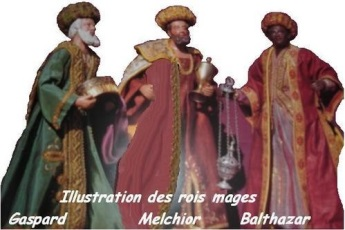 Illustration des rois mages
Gaspard Melchior Balthazar